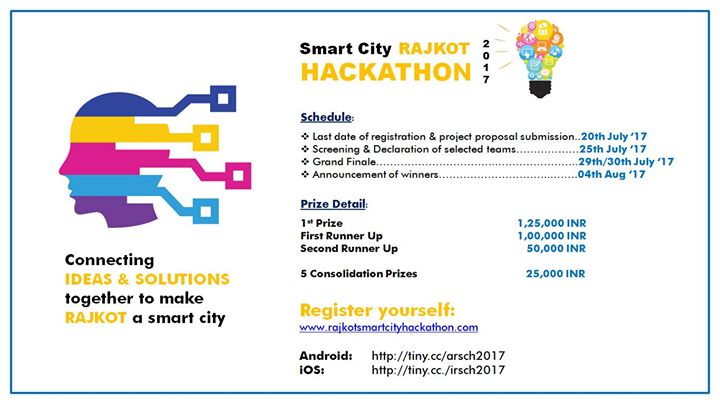 Smart City RAJKOT
HACKATHON
2017
Schedule:
❖ Last date of registration & project proposal submission..20th July ‘17
❖ Screening & Declaration of selected teams………………25th July ‘17
❖ Grand Finale……………………………………………………29th/30th July ‘17
❖ Announcement of winners……………………………………04th Aug ‘17
Prize Detail:
1st Prize 1,25,000 INR
First Runner Up 1,00,000 INR
Second Runner Up 50,000 INR
5 Consolidation Prizes 25,000 INR
Register yourself:
www.rajkotsmartcityhackathon.com
Android: http://tiny.cc/arsch2017
iOS: http://tiny.cc./irsch2017
Connecting
IDEAS & SOLUTIONS
together to make
RAJKOT a smart city